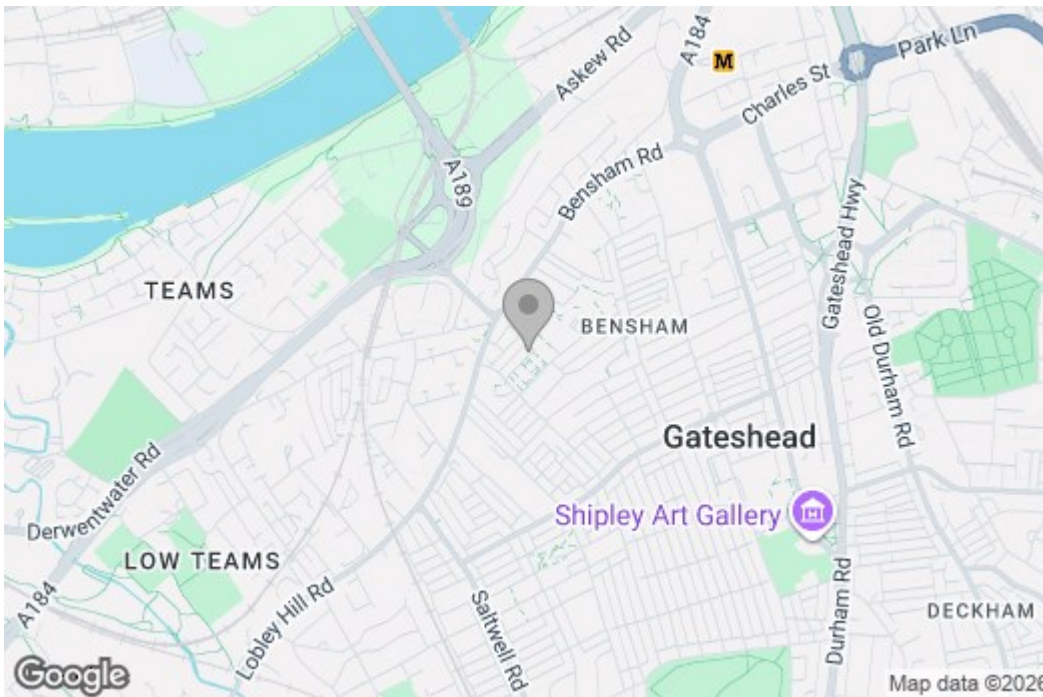 Park Ln
A184
M
Askew Rd
Charles St
Bensham Rd
A189
Gateshead Hwy
TEAMS
BENSHAM
Old Durham Rd
Gateshead
Derwentwater Rd
Shipley Art Gallery
LOW TEAMS
A184
Lobley Hill Rd
Saltwell Rd
Durham Rd
DECKHAM
Google
Map data ©2026